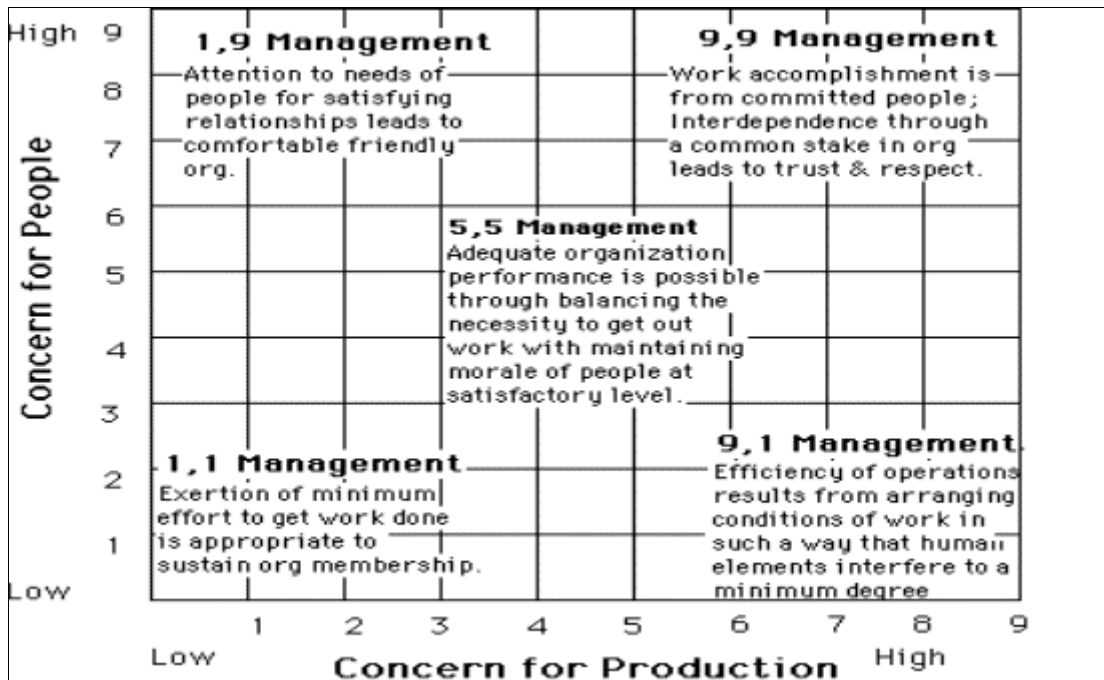 High 9
8
7
6
5
4
3
2
1
Low
Concern for People
1,9 Management
Attention to needs of
people for satisfying
relationships leads to
comfortable friendly
org.
9,9 Management
Work accomplishment is
from committed people;
Interdependence through
a common stake in org
leads to trust & respect.
5,5 Management
Adequate organization
performance is possible
through balancing the
necessity to get out
work with maintaining
morale of people at
satisfactory level.
1,1 Management
Exertion of minimum
effort to get work done
is appropriate to
sustain org membership.
9,1 Management
Efficiency of operations
results from arranging
conditions of work in
such a way that human
elements interfere to a
minimum degree
1 2 3 4 5 6 7 8 9
Low High
Concern for Production